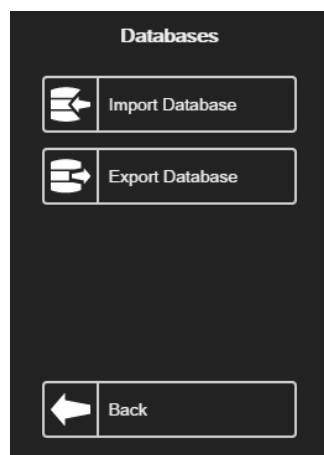 Databases
Import Database
Export Database
Back